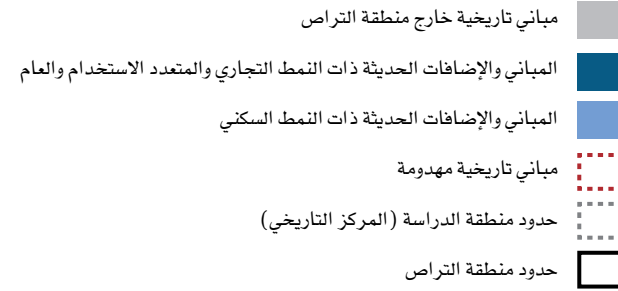 مباني تاريخية خارج منطقة التراص
المباني والإضافات الحديثة ذات النمط التجاري والمتعدد الاستخدام والعام
المباني والإضافات الحديثة ذات النمط السكني
مباني تاريخية مهدومة
حدود منطقة الدراسة (المركز التاريخي)
حدود منطقة التراص